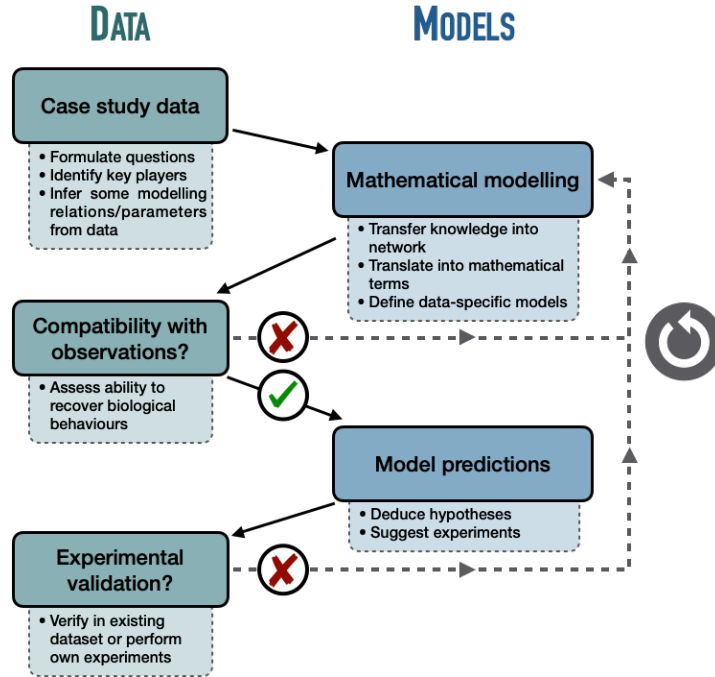 DATA
MODELS
Case study data
• Formulate questions
• Identify key players
• Infer some modelling
relations/parameters
from data
Mathematical modelling
• Transfer knowledge into
network
• Translate into mathematical
terms
• Define data-specific models
Compatibility with
observations?
• Assess ability to
recover biological
behaviours
Model predictions
• Deduce hypotheses
• Suggest experiments
Experimental
validation?
• Verify in existing
dataset or perform
own experiments